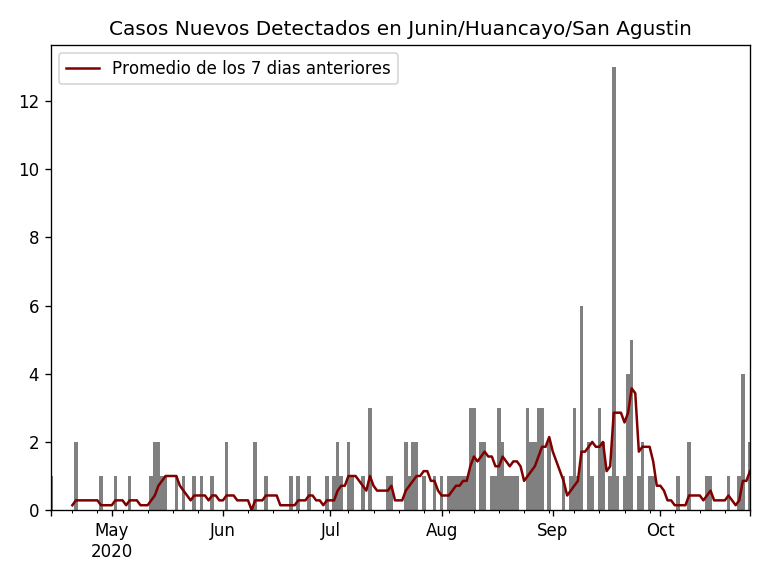 Casos Nuevos Detectados en Junin/Huancayo/San Agustin
Promedio de los 7 dias anteriores
12
10
8
6
4
2
0
May Jun Jul Aug Sep Oct
2020